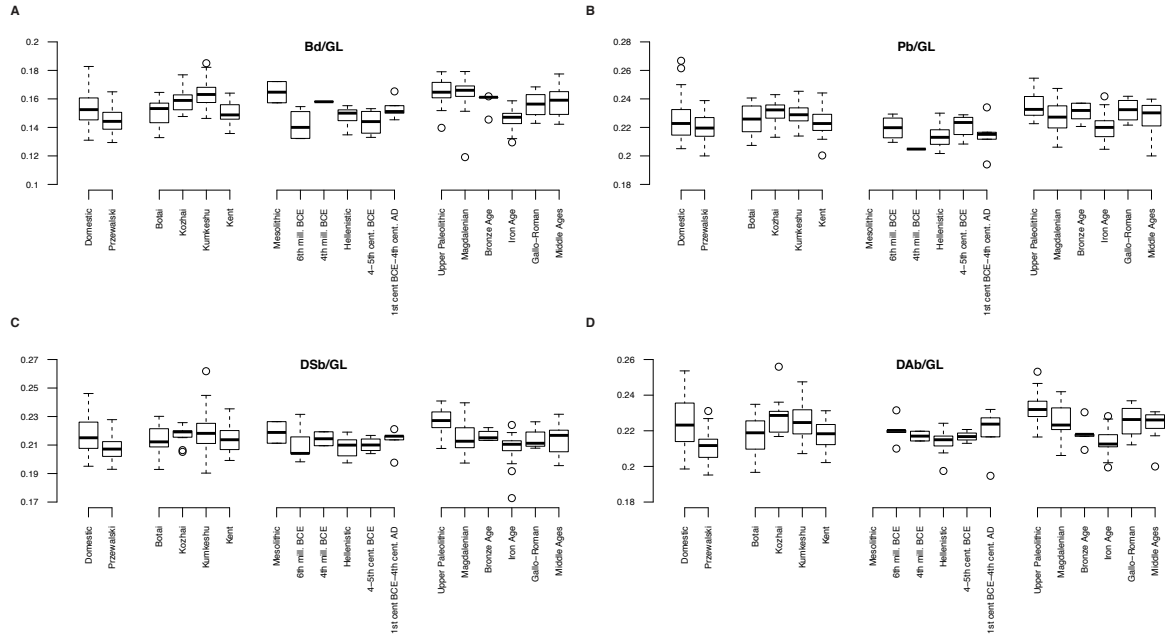 A
Bd/GL
0.2
0.18
0.16
0.14
0.12
0.1
Domestic
Przewalski
Botai
Kozhai
Kumkeshu
Kent
Mesolithic
6th mill. BCE
4th mill. BCE
Hellenistic
4–5th cent. BCE
1st cent BCE–4th cent. AD
Upper Paleolithic
Magdalenian
Bronze Age
Iron Age
Gallo–Roman
Middle Ages
B
Pb/GL
0.28
0.26
0.24
0.22
0.2
0.18
Domestic
Przewalski
Botai
Kozhai
Kumkeshu
Kent
Mesolithic
6th mill. BCE
4th mill. BCE
Hellenistic
4–5th cent. BCE
1st cent BCE–4th cent. AD
Upper Paleolithic
Magdalenian
Bronze Age
Iron Age
Gallo–Roman
Middle Ages
C
DSb/GL
0.27
0.25
0.23
0.21
0.19
0.17
Domestic
Przewalski
Botai
Kozhai
Kumkeshu
Kent
Mesolithic
6th mill. BCE
4th mill. BCE
Hellenistic
4–5th cent. BCE
1st cent BCE–4th cent. AD
Upper Paleolithic
Magdalenian
Bronze Age
Iron Age
Gallo–Roman
Middle Ages
D
DAb/GL
0.26
0.24
0.22
0.2
0.18
Domestic
Przewalski
Botai
Kozhai
Kumkeshu
Kent
Mesolithic
6th mill. BCE
4th mill. BCE
Hellenistic
4–5th cent. BCE
1st cent BCE–4th cent. AD
Upper Paleolithic
Magdalenian
Bronze Age
Iron Age
Gallo–Roman
Middle Ages